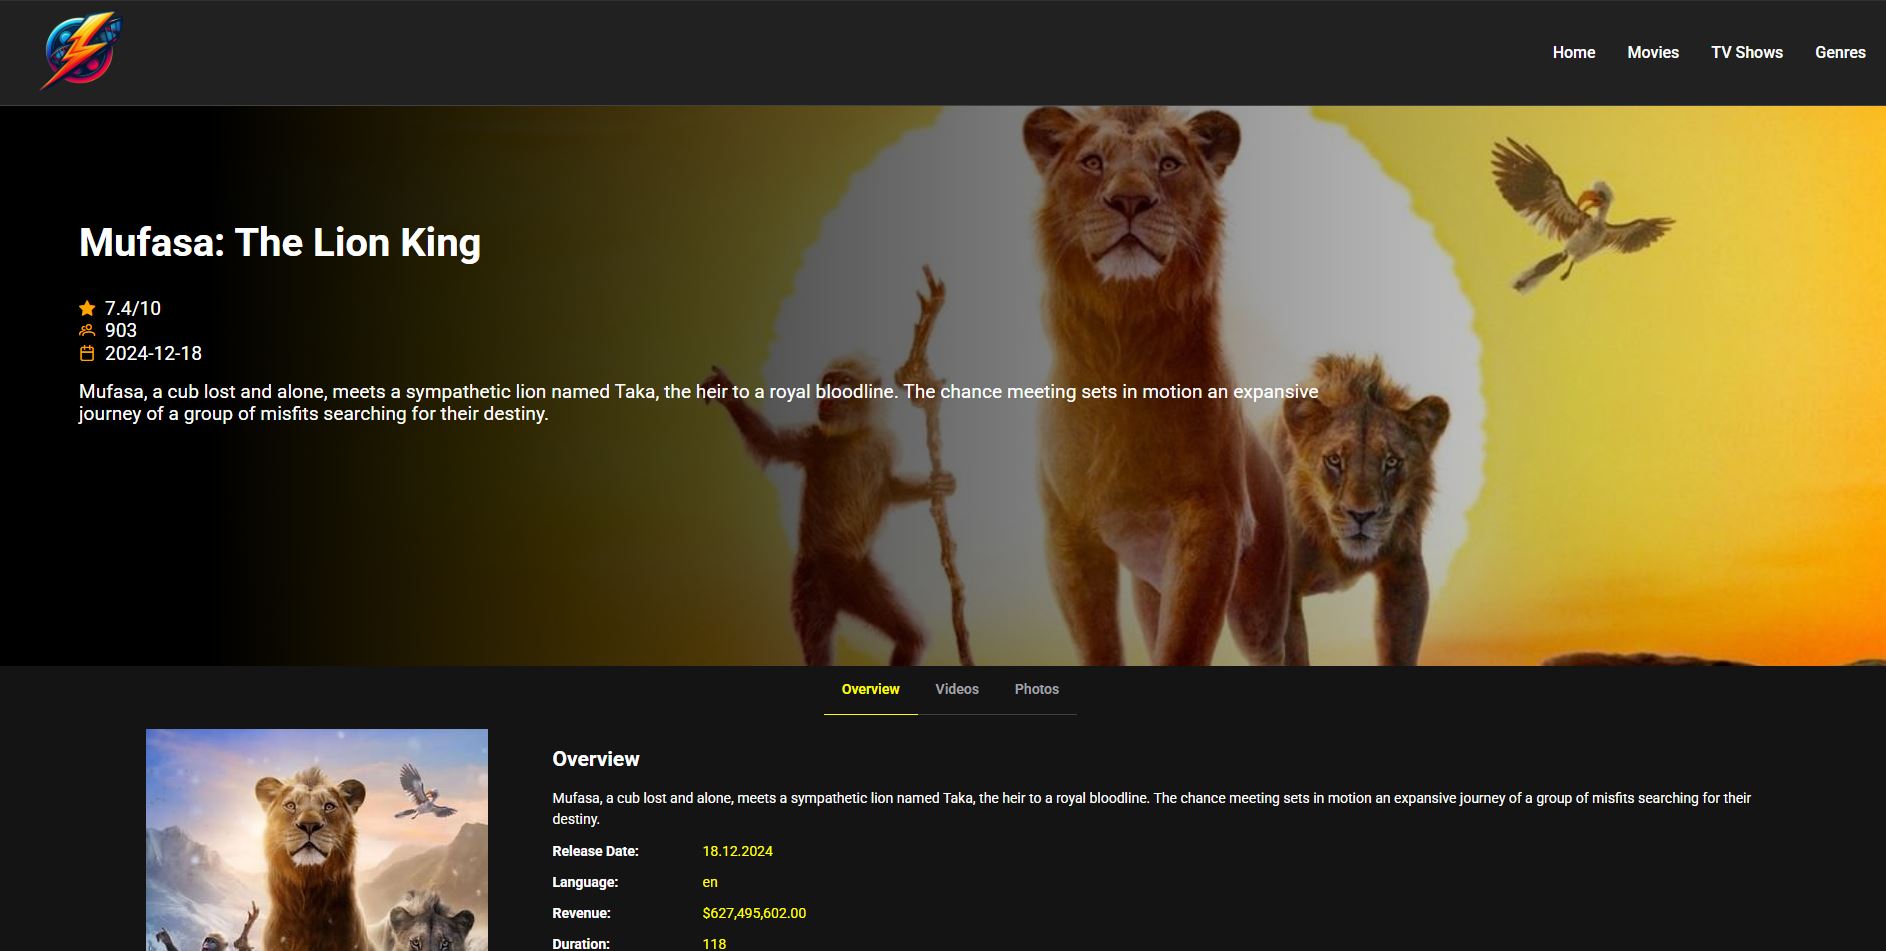 Home Movies TV Shows Genres
Mufasa: The Lion King
7.4/10
903
2024-12-18
Mufasa, a cub lost and alone, meets a sympathetic lion named Taka, the heir to a royal bloodline. The chance meeting sets in motion an expansive
journey of a group of misfits searching for their destiny.
Overview Videos Photos
Overview
Mufasa, a cub lost and alone, meets a sympathetic lion named Taka, the heir to a royal bloodline. The chance meeting sets in motion an expansive journey of a group of misfits searching for their
destiny.
Release Date: 18.12.2024
Language: en
Revenue: $627,495,602.00
Duration: 118